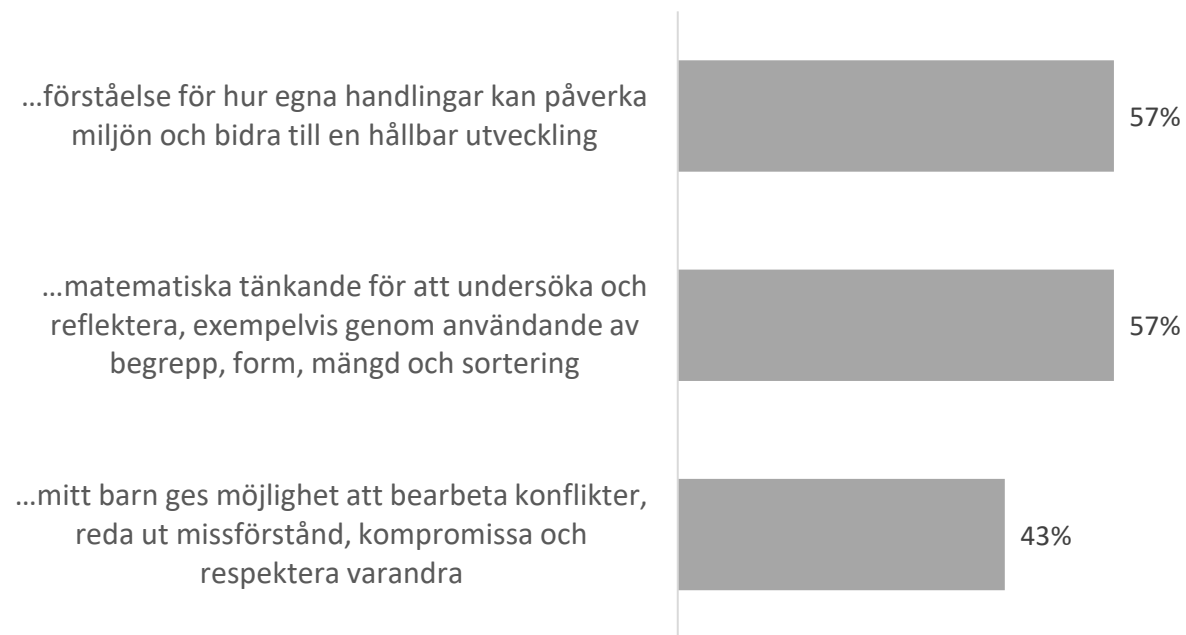 ...förståelse för hur egna handlingar kan påverka
miljön och bidra till en hållbar utveckling
57%
...matematiska tänkande för att undersöka och
reflektera, exempelvis genom användande av
begrepp, form, mängd och sortering
57%
...mitt barn ges möjlighet att bearbeta konflikter,
reda ut missförstånd, kompromissa och
respektera varandra
43%